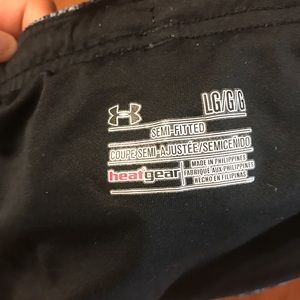 LG/G/G
SEMI-FITTED
COUPE SEMI-AJUSTÉE/SEMICEÑIDO
heatgear
MADE IN PHILIPPINES
FABRIQUÉ AUX PHILIPPINES
HECHO EN FILIPINAS